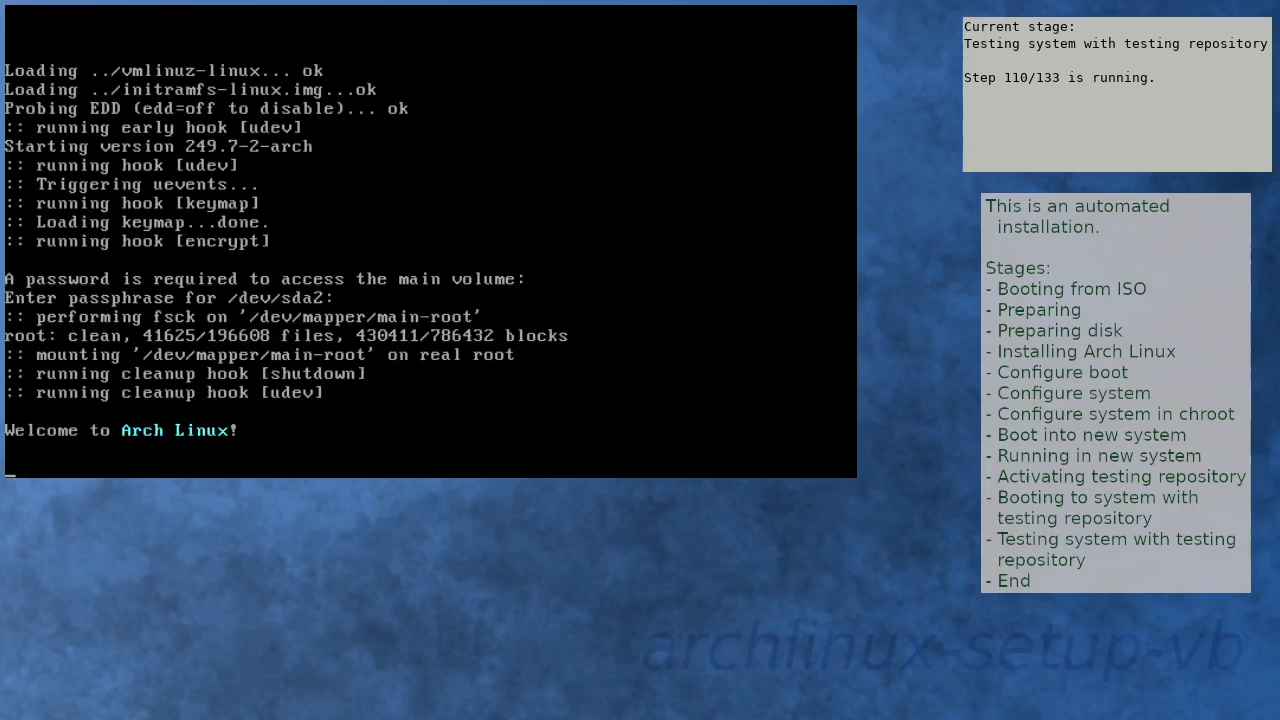 Loading ../vmlinuz-linux... ok
Loading ../initramfs-linux.img...ok
Probing EDD (edd=off to disable)... ok
:: running early hook [udev]
Starting version 249.7-2-arch
:: running hook [udev]
:: Triggering uevents...
:: running hook [keymap]
:: Loading keymap...done.
:: running hook [encrypt]
A password is required to access the main volume:
Enter passphrase for /dev/sda2:
:: performing fsck on '/dev/mapper/main-root'
root: clean, 41625/196608 files, 430411/786432 blocks
:: mounting '/dev/mapper/main-root' on real root
:: running cleanup hook [shutdown]
:: running cleanup hook [udev]
Welcome to Arch Linux!
Current stage:
Testing system with testing repository
Step 110/133 is running.
This is an automated
installation.
Stages:
- Booting from ISO
- Preparing
- Preparing disk
- Installing Arch Linux
- Configure boot
- Configure system
- Configure system in chroot
- Boot into new system
- Running in new system
- Activating testing repository
- Booting to system with
testing repository
- Testing system with testing
repository
- End
archlinux-setup-vb